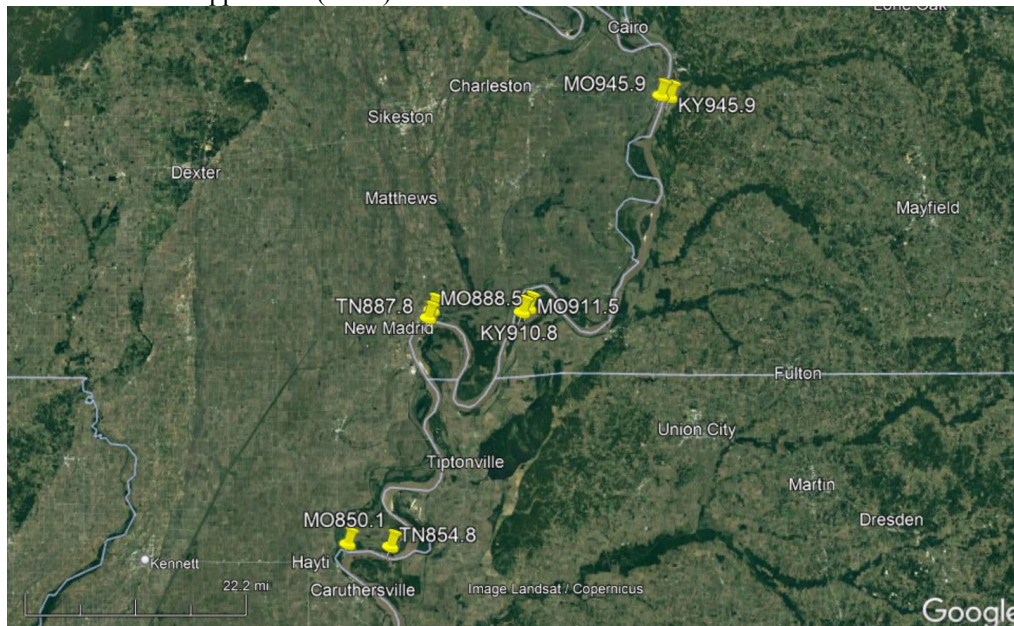 Cairo
Charleston
MO945.9
KY945.9
Sikeston
Dexter
Matthews
Mayfield
TN887.8
MO888.5
MO911.5
New Madrid
KY910.8
Fulton
Union City
Tiptonville
Martin
MO850.1
Dresden
TN854.8
Hayti
Kennett
22.2 mi
Caruthersville
Image Landsat / Copernicus
Google